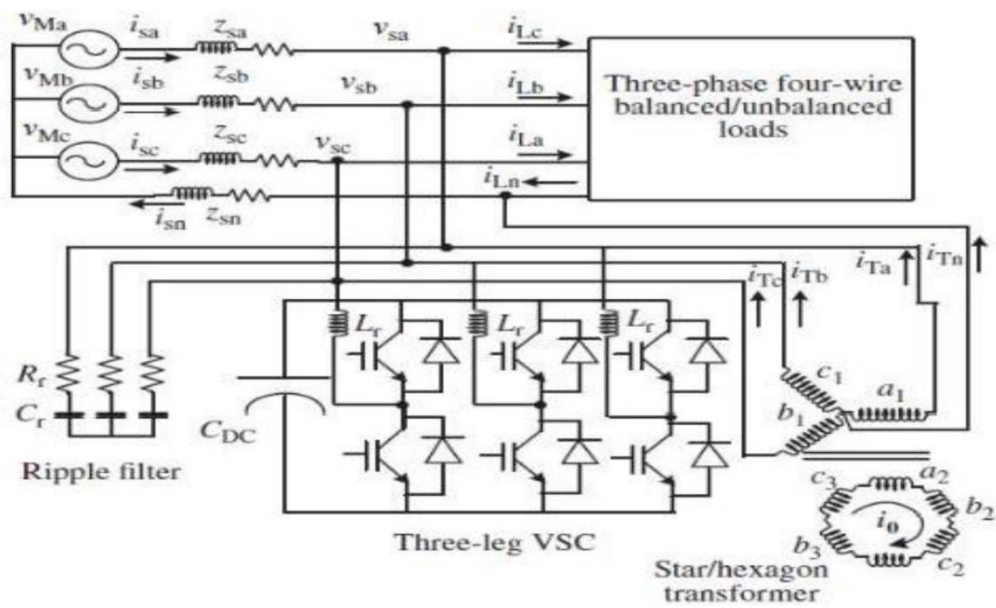 vMa isa zsa vsa iLc
vMb isb zsb vsb iLb
vMc isc zsc vsc iLa
isn zsn iLn
Three-phase four-wire
balanced/unbalanced
loads
iTc iTb iTa iTn
Rr
Cr
Ripple filter
CDC
Lr Lr Lr
Three-leg VSC
c1 a1
b1
c3 a2
b2
i0
b3 c2
Star/hexagon
transformer